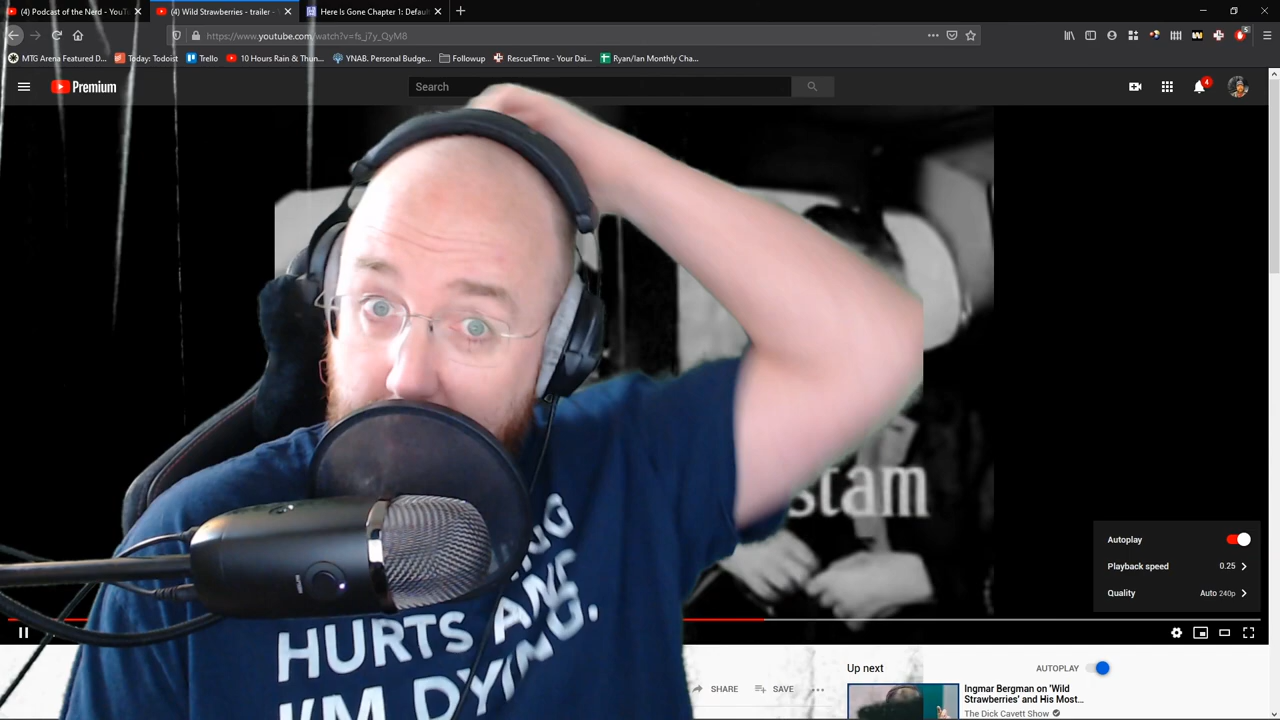 (4) Podcast of the Nerd - YouT
(4) Wild Strawberries - trailer -
Here Is Gone Chapter 1: Defau
https://www.youtube.com/watch?v=fs_j7y_QyM8
MTG Arena Featured D...
Today: Todoist
Trello
10 Hours Rain & Thun...
YNAB. Personal Budge...
Followup
RescueTime - Your Dai...
Ryan/Ian Monthly Cha...
5
Premium
Search
4
stam
HURTS AND
I'M DYING.
Autoplay
Playback speed 0.25
Quality Auto 240p
SHARE
SAVE
Up next
AUTOPLAY
Ingmar Bergman on 'Wild
Strawberries' and His Most...
The Dick Cavett Show